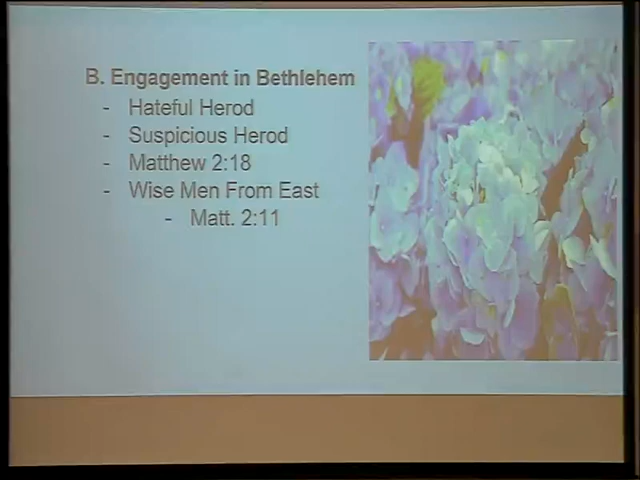 B. Engagement in Bethlehem
- Hateful Herod
- Suspicious Herod
- Matthew 2:18
- Wise Men From East
- Matt. 2:11